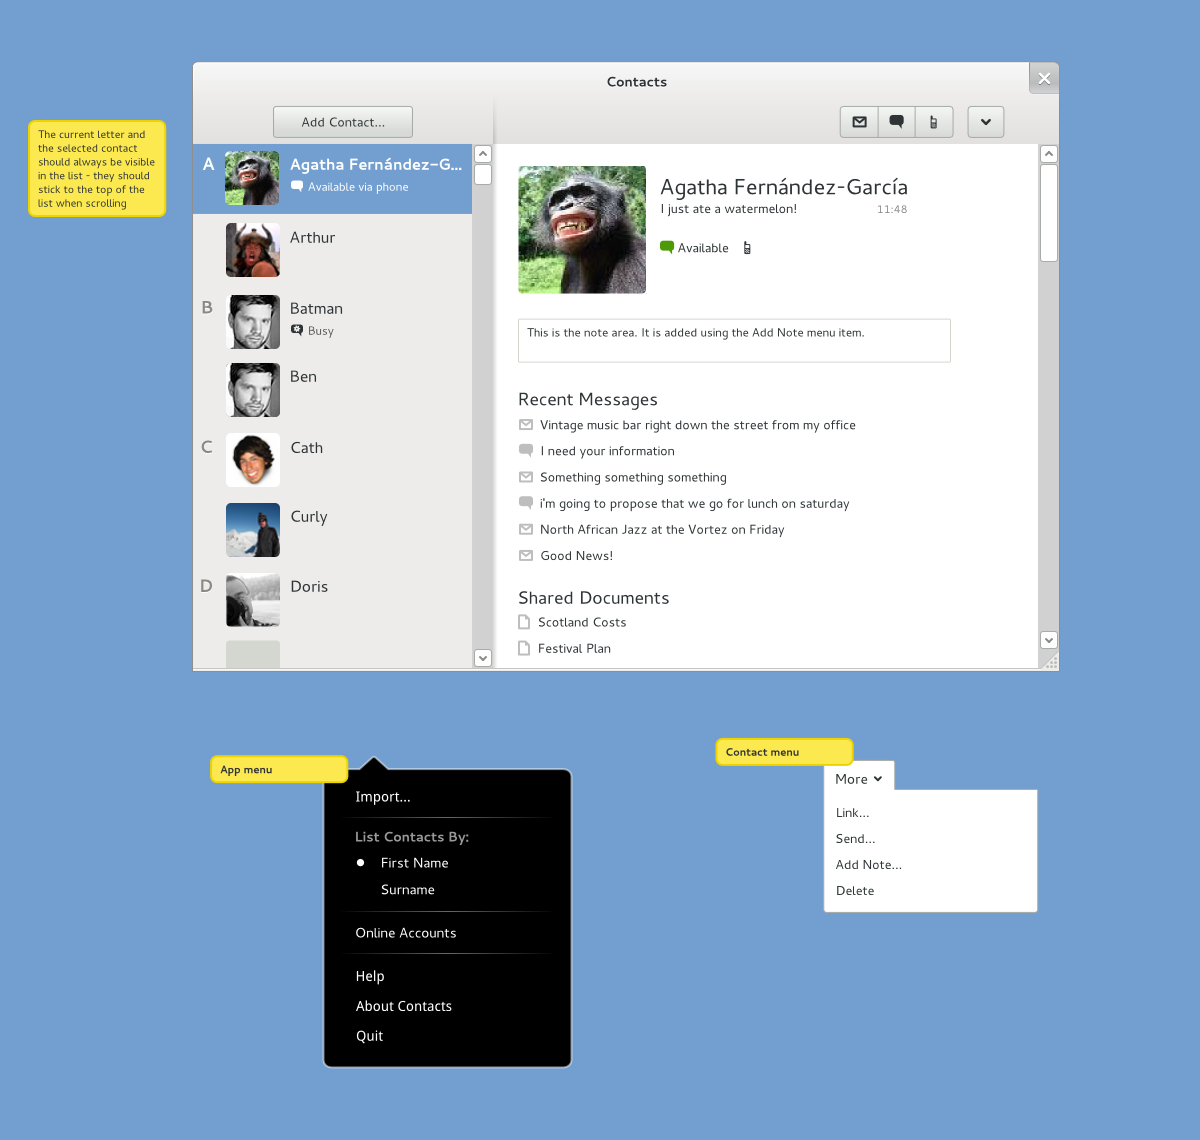 Contacts
The current letter and
the selected contact
should always be visible
in the list - they should
stick to the top of the
list when scrolling
Add Contact...
A
Agatha Fernández-G...
Available via phone
Arthur
B
Batman
Busy
Ben
C
Cath
Curly
D
Doris
Agatha Fernández-García
I just ate a watermelon! 11:48
Available
This is the note area. It is added using the Add Note menu item.
Recent Messages
Vintage music bar right down the street from my office
I need your information
Something something something
i'm going to propose that we go for lunch on saturday
North African Jazz at the Vortez on Friday
Good News!
Shared Documents
Scotland Costs
Festival Plan
App menu
Import...
List Contacts By:
First Name
Surname
Online Accounts
Help
About Contacts
Quit
Contact menu
More
Link...
Send...
Add Note...
Delete